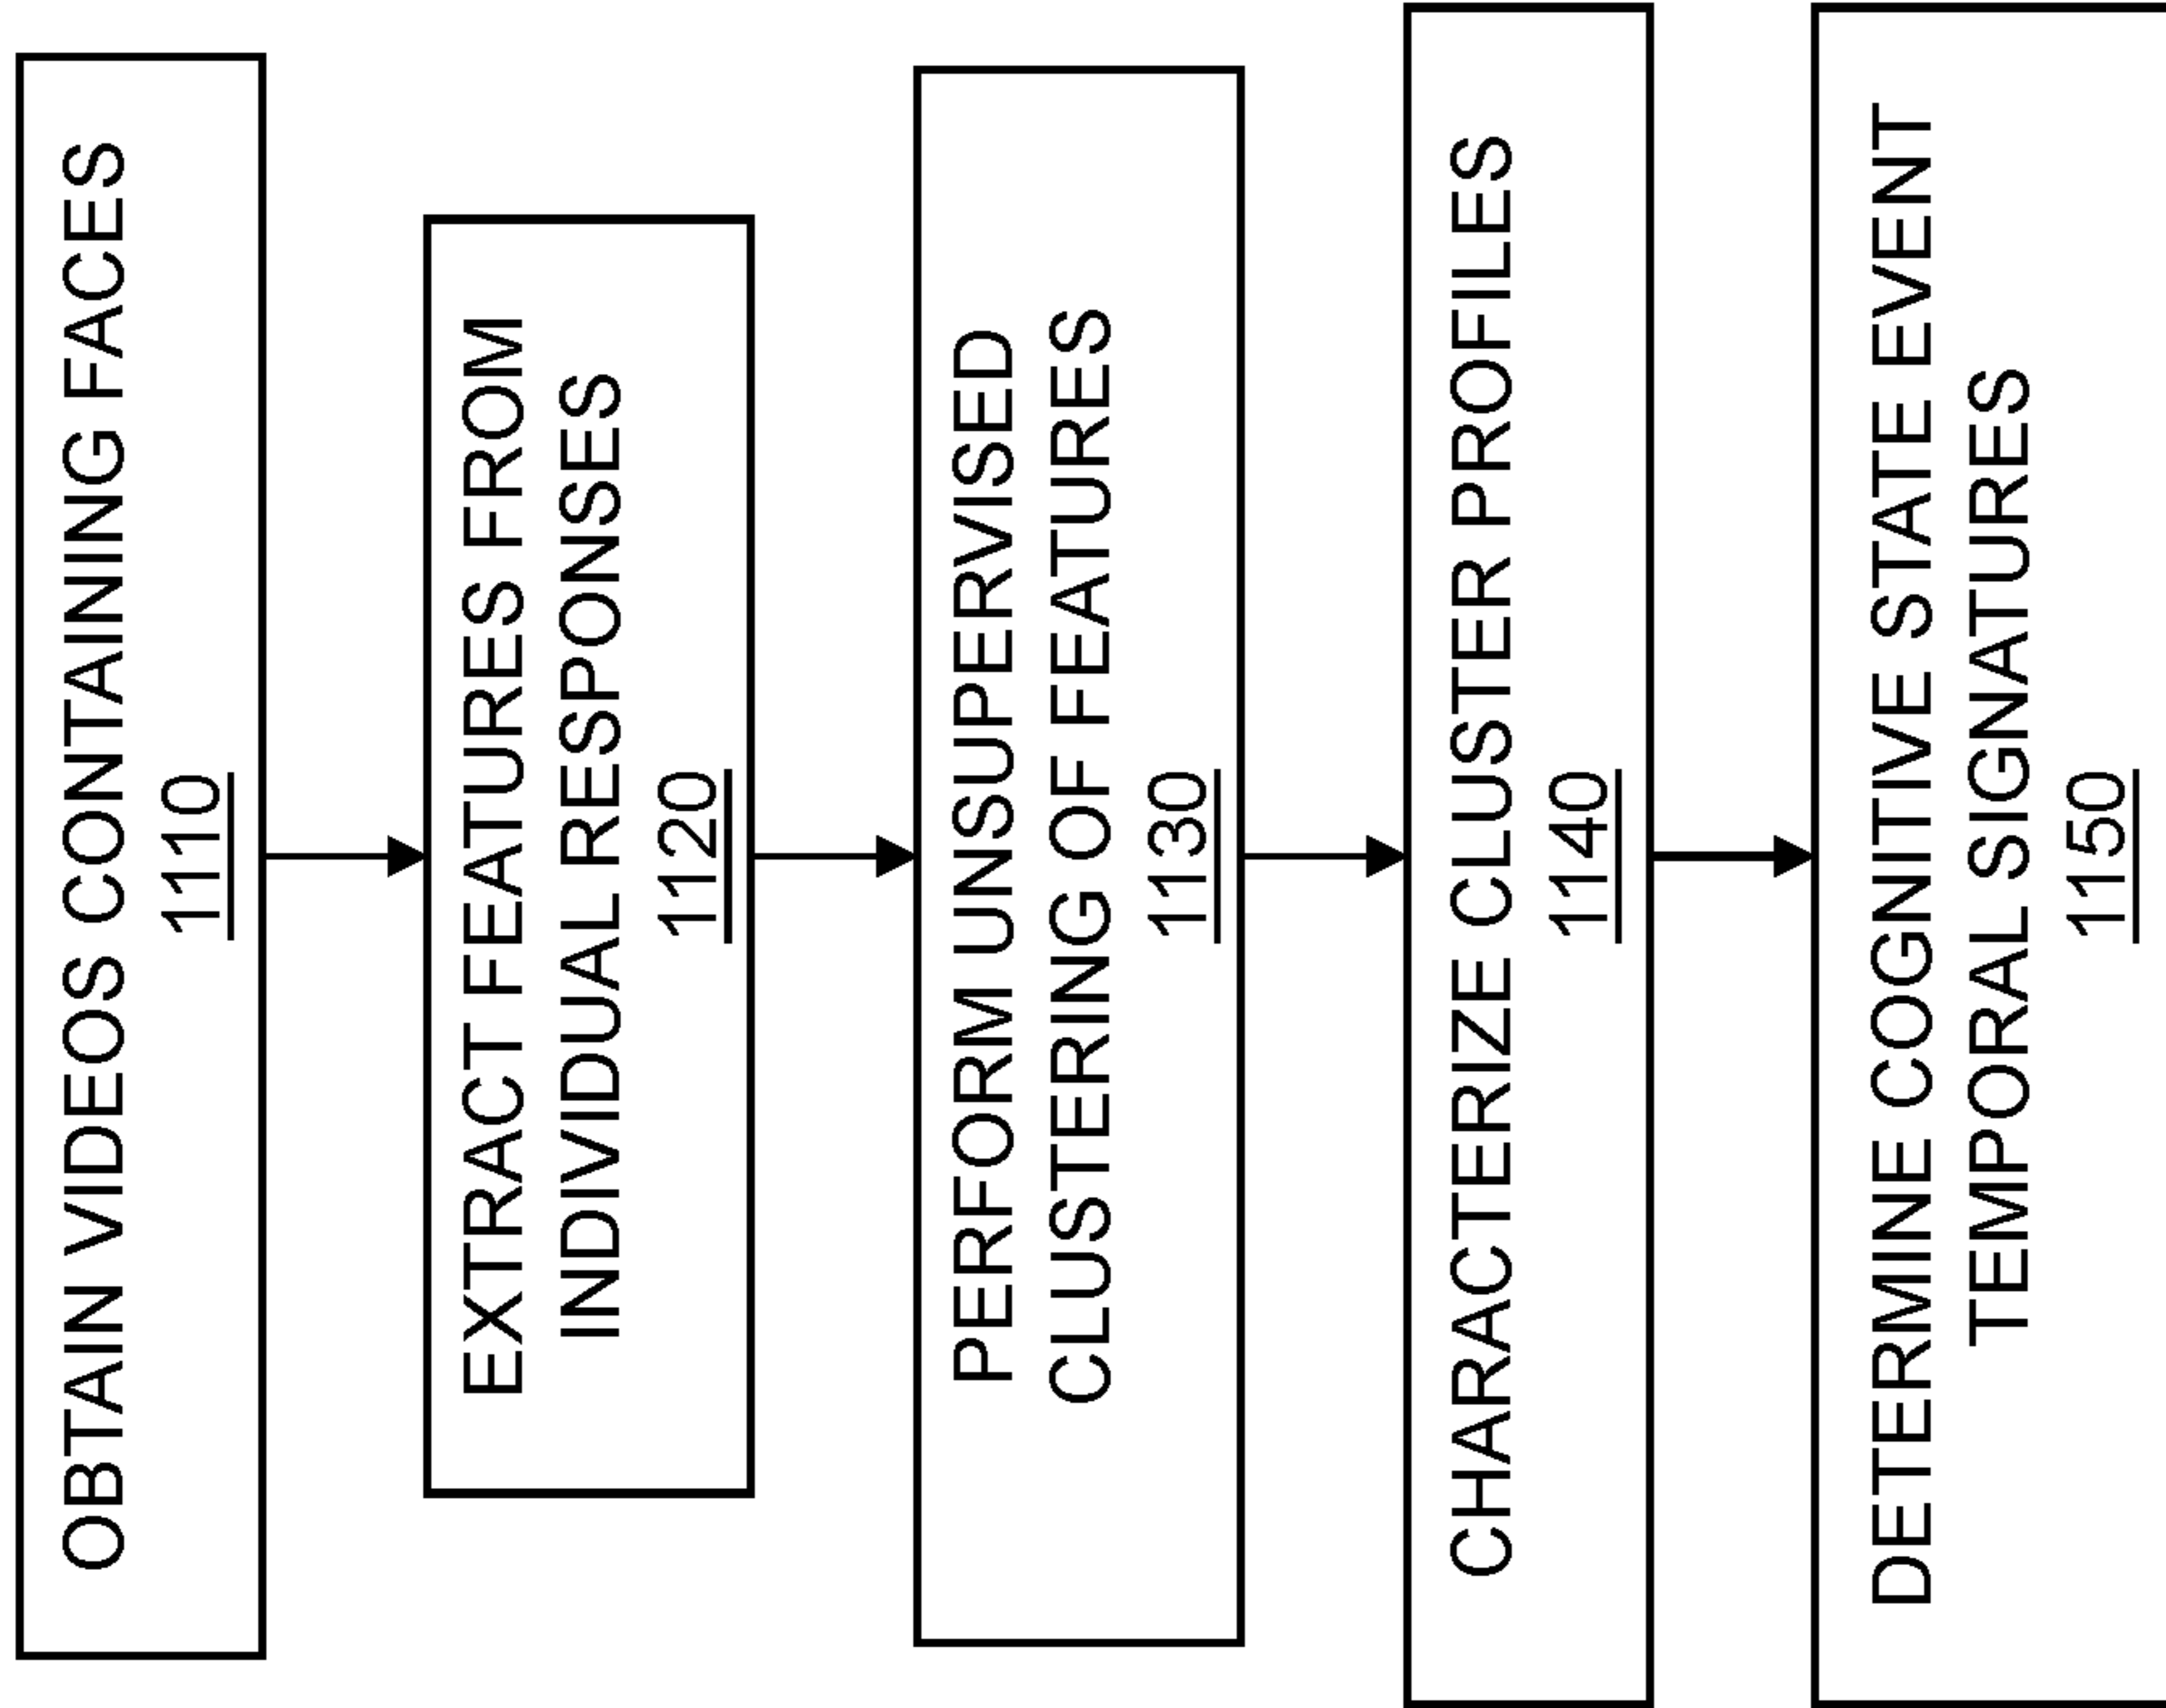 OBTAIN VIDEOS CONTAINING FACES
1110
EXTRACT FEATURES FROM
INDIVIDUAL RESPONSES
1120
PERFORM UNSUPERVISED
CLUSTERING OF FEATURES
1130
CHARACTERIZE CLUSTER PROFILES
1140
DETERMINE COGNITIVE STATE EVENT
TEMPORAL SIGNATURES
1150